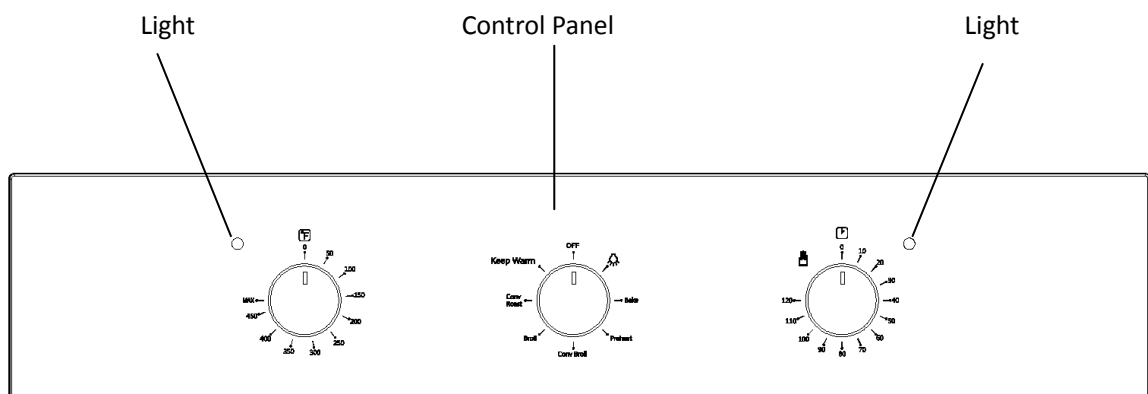 Light Control Panel Light
°F
0 50 100 150 200 250 300 350 400 450 MAX
OFF
Bake
Preheat
Conv Broil
Broil
Conv
Roast
Keep Warm
0 10 20 30 40 50 60 70 80 90 100 110 120